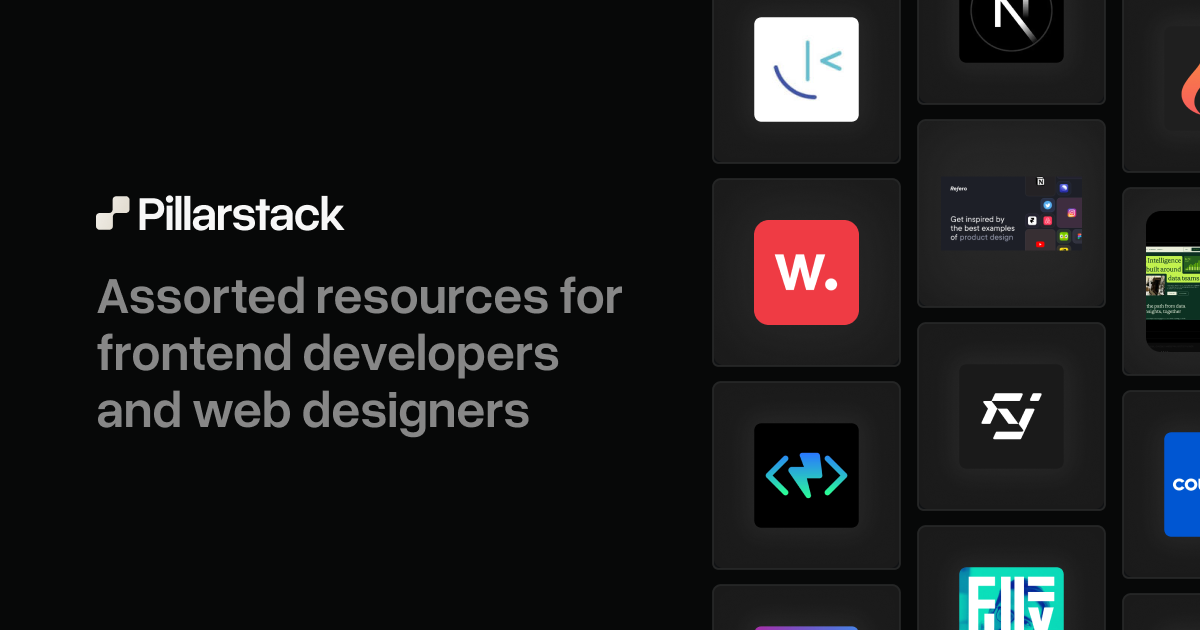 Pillarstack
Assorted resources for
frontend developers
and web designers
W.
N
Refero
Get inspired by
the best examples
of product design
Intelligence
built around
data teams